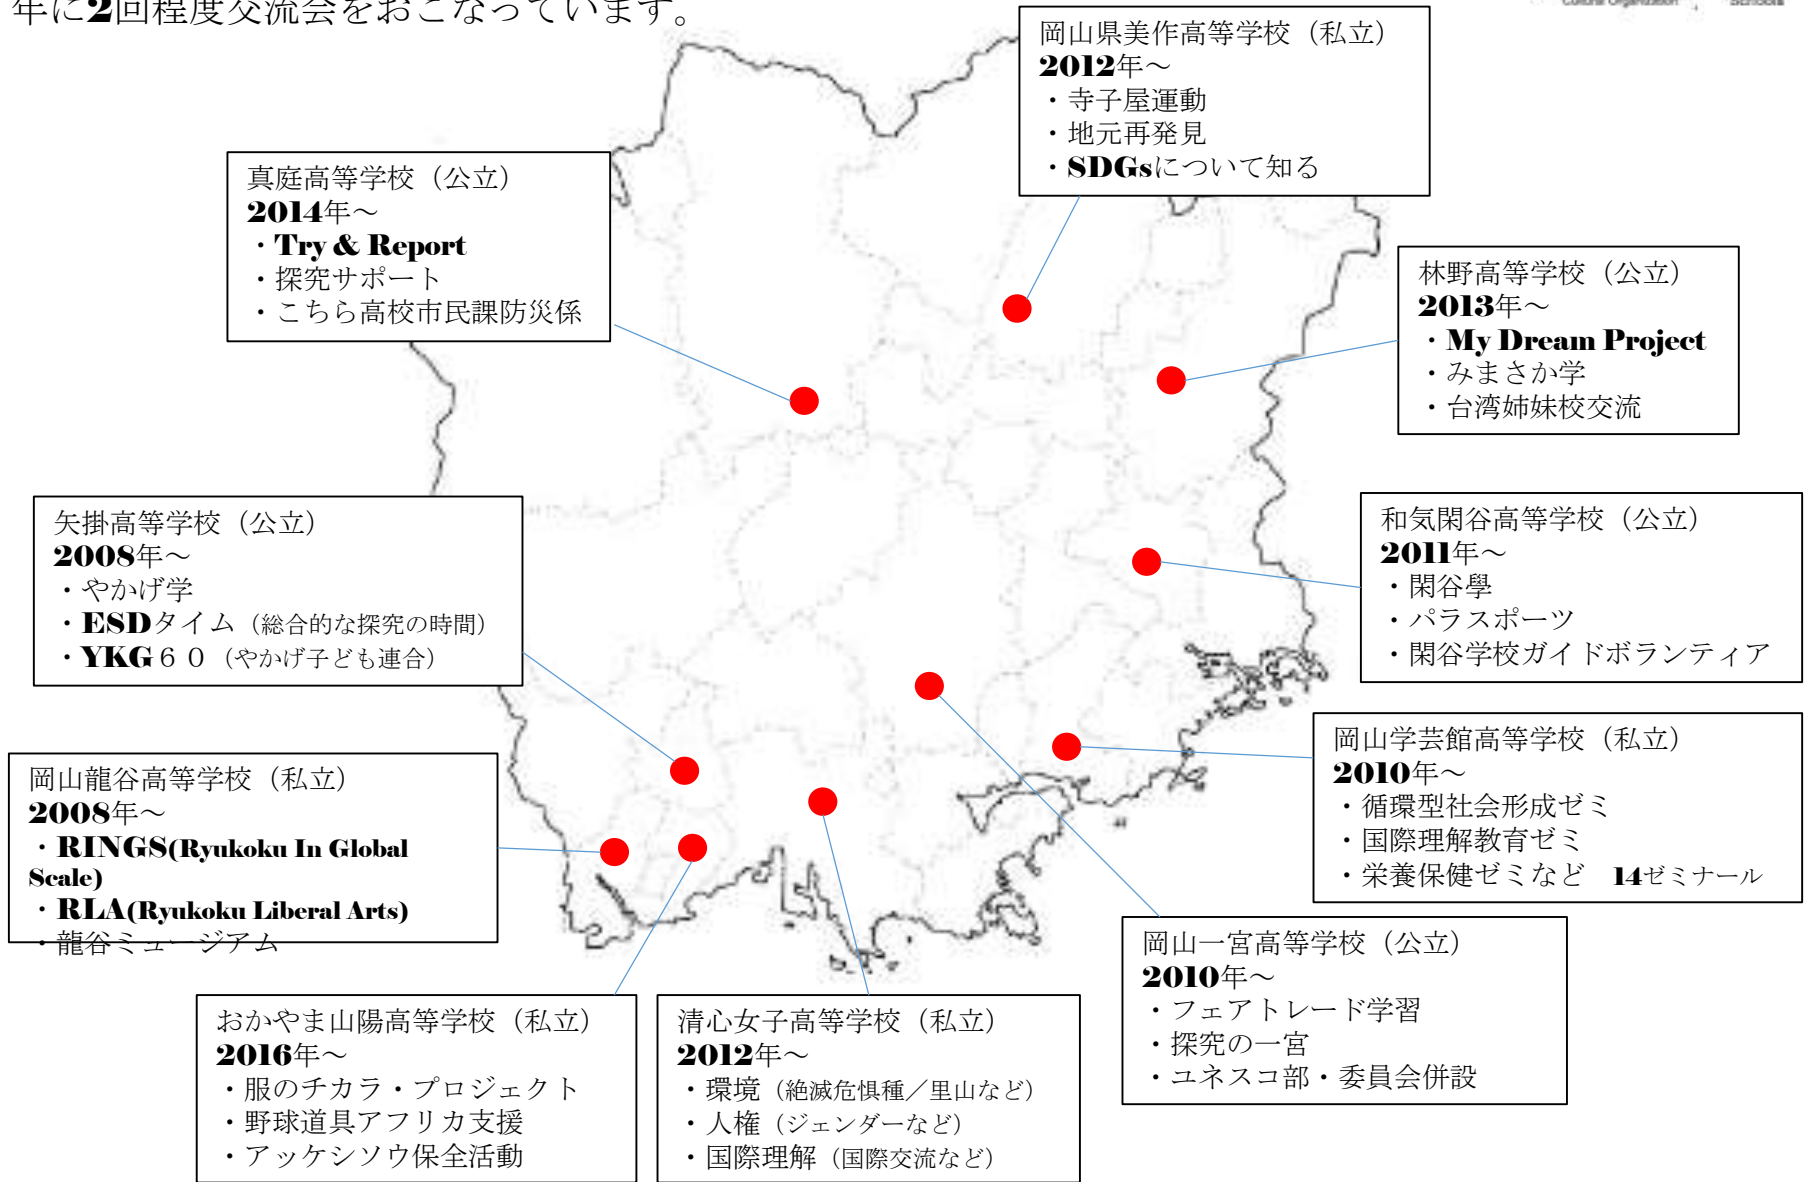 年に2回程度交流会をおこなっています。
Cultural Organization
Schools
岡山県美作高等学校（私立）
2012年～
・寺子屋運動
・地元再発見
・SDGsについて知る
真庭高等学校（公立）
2014年～
・Try & Report
・探究サポート
・こちら高校市民課防災係
林野高等学校（公立）
2013年～
・My Dream Project
・みまさか学
・台湾姉妹校交流
矢掛高等学校（公立）
2008年～
・やかげ学
・ESDタイム（総合的な探究の時間）
・YKG６０（やかげ子ども連合）
和気閑谷高等学校（公立）
2011年～
・閑谷學
・パラスポーツ
・閑谷学校ガイドボランティア
岡山学芸館高等学校（私立）
2010年～
・循環型社会形成ゼミ
・国際理解教育ゼミ
・栄養保健ゼミなど　14ゼミナール
岡山龍谷高等学校（私立）
2008年～
・RINGS(Ryukoku In Global
Scale)
・RLA(Ryukoku Liberal Arts)
・龍谷ミュージアム
岡山一宮高等学校（公立）
2010年～
・フェアトレード学習
・探究の一宮
・ユネスコ部・委員会併設
おかやま山陽高等学校（私立）
2016年～
・服のチカラ・プロジェクト
・野球道具アフリカ支援
・アッケシソウ保全活動
清心女子高等学校（私立）
2012年～
・環境（絶滅危惧種／里山など）
・人権（ジェンダーなど）
・国際理解（国際交流など）